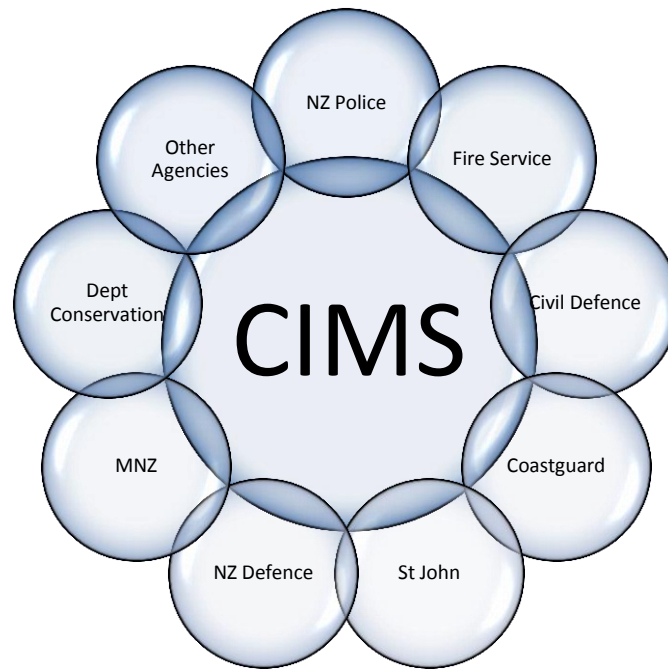 NZ Police
Fire Service
Civil Defence
Coastguard
St John
NZ Defence
MNZ
Dept
Conservation
Other
Agencies
CIMS